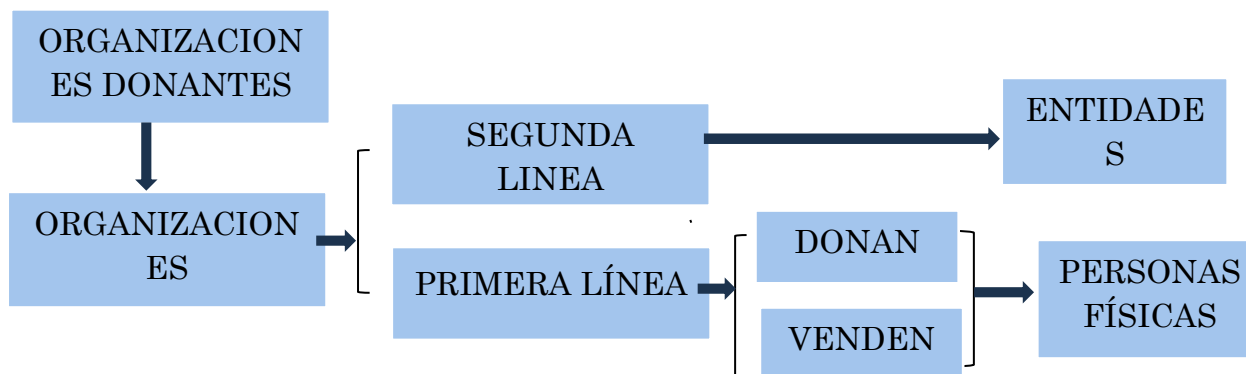 ORGANIZACION
ES DONANTES
ORGANIZACION
ES
SEGUNDA
LINEA
ENTIDADE
S
PRIMERA LÍNEA
DONAN
VENDEN
PERSONAS
FÍSICAS